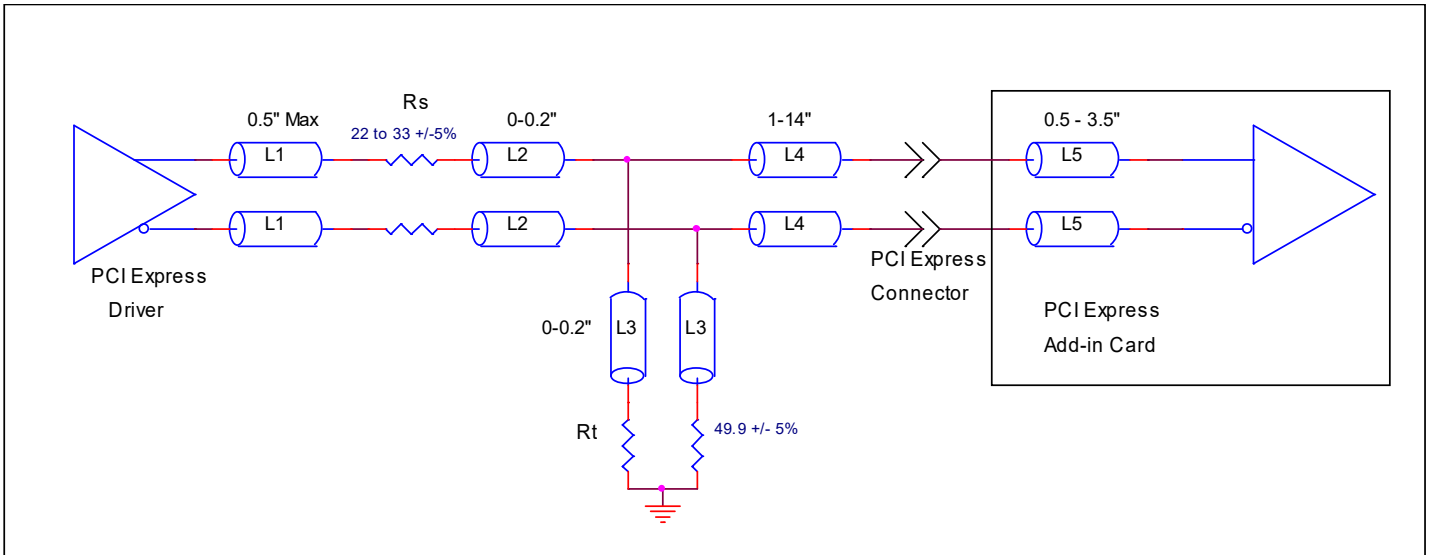 Rs
0.5" Max
22 to 33 +/-5%
0-0.2"
1-14"
0.5 - 3.5"
L1
L2
L4
L5
L1
L2
L4
L5
PCI Express
Driver
PCI Express
Connector
PCI Express
Add-in Card
0-0.2"
L3
L3
Rt
49.9 +/- 5%